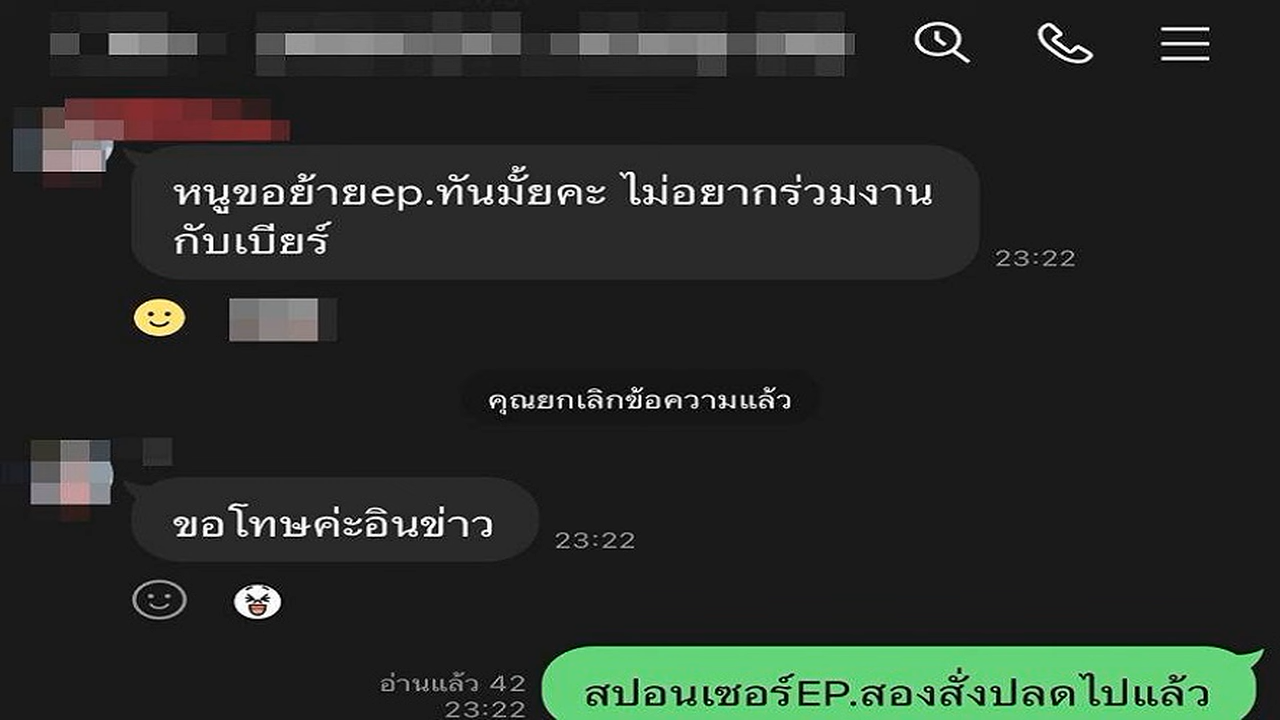 หนูขอย้ายep.ทันมั้ยคะ ไม่อยากร่วมงาน
กับเบียร์
23:22
คุณยกเลิกข้อความแล้ว
ขอโทษค่ะอินข่าว
23:22
อ่านแล้ว 42
23:22
สปอนเซอร์EP.สองสั่งปลดไปแล้ว